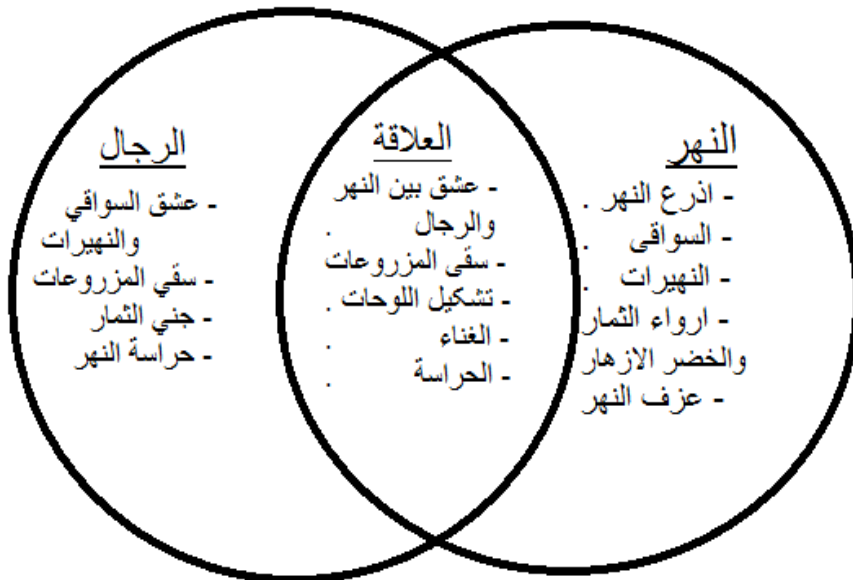 النهر
- اذرع النهر .
- السواقى .
- النهيرات .
- ارواء الثمار
والخضر الازهار
- عزف النهر
العلاقة
- عشق بين النهر
والرجال .
- سقى المزروعات
- تشكيل اللوحات .
- الغناء .
- الحراسة .
الرجال
- عشق السواقي
والنهيرات
- سقي المزروعات
- جني الثمار
- حراسة النهر